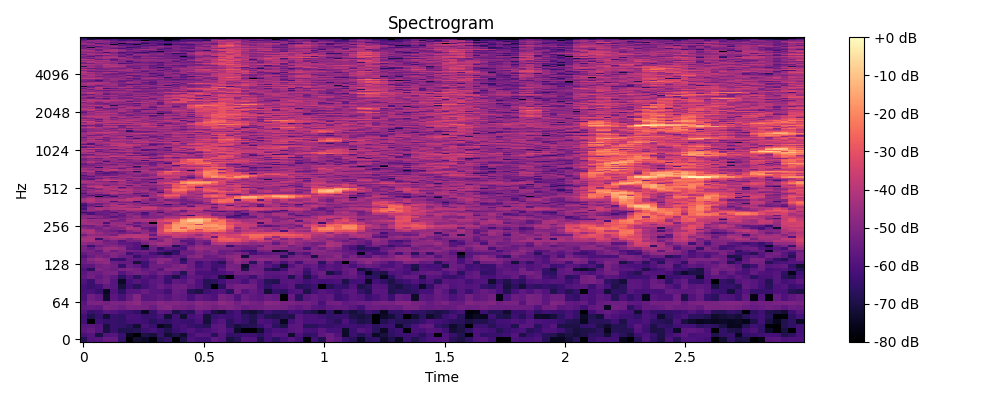 Spectrogram
Hz
4096
2048
1024
512
256
128
64
0
0
0.5
1
1.5
2
2.5
Time
+0 dB
-10 dB
-20 dB
-30 dB
-40 dB
-50 dB
-60 dB
-70 dB
-80 dB